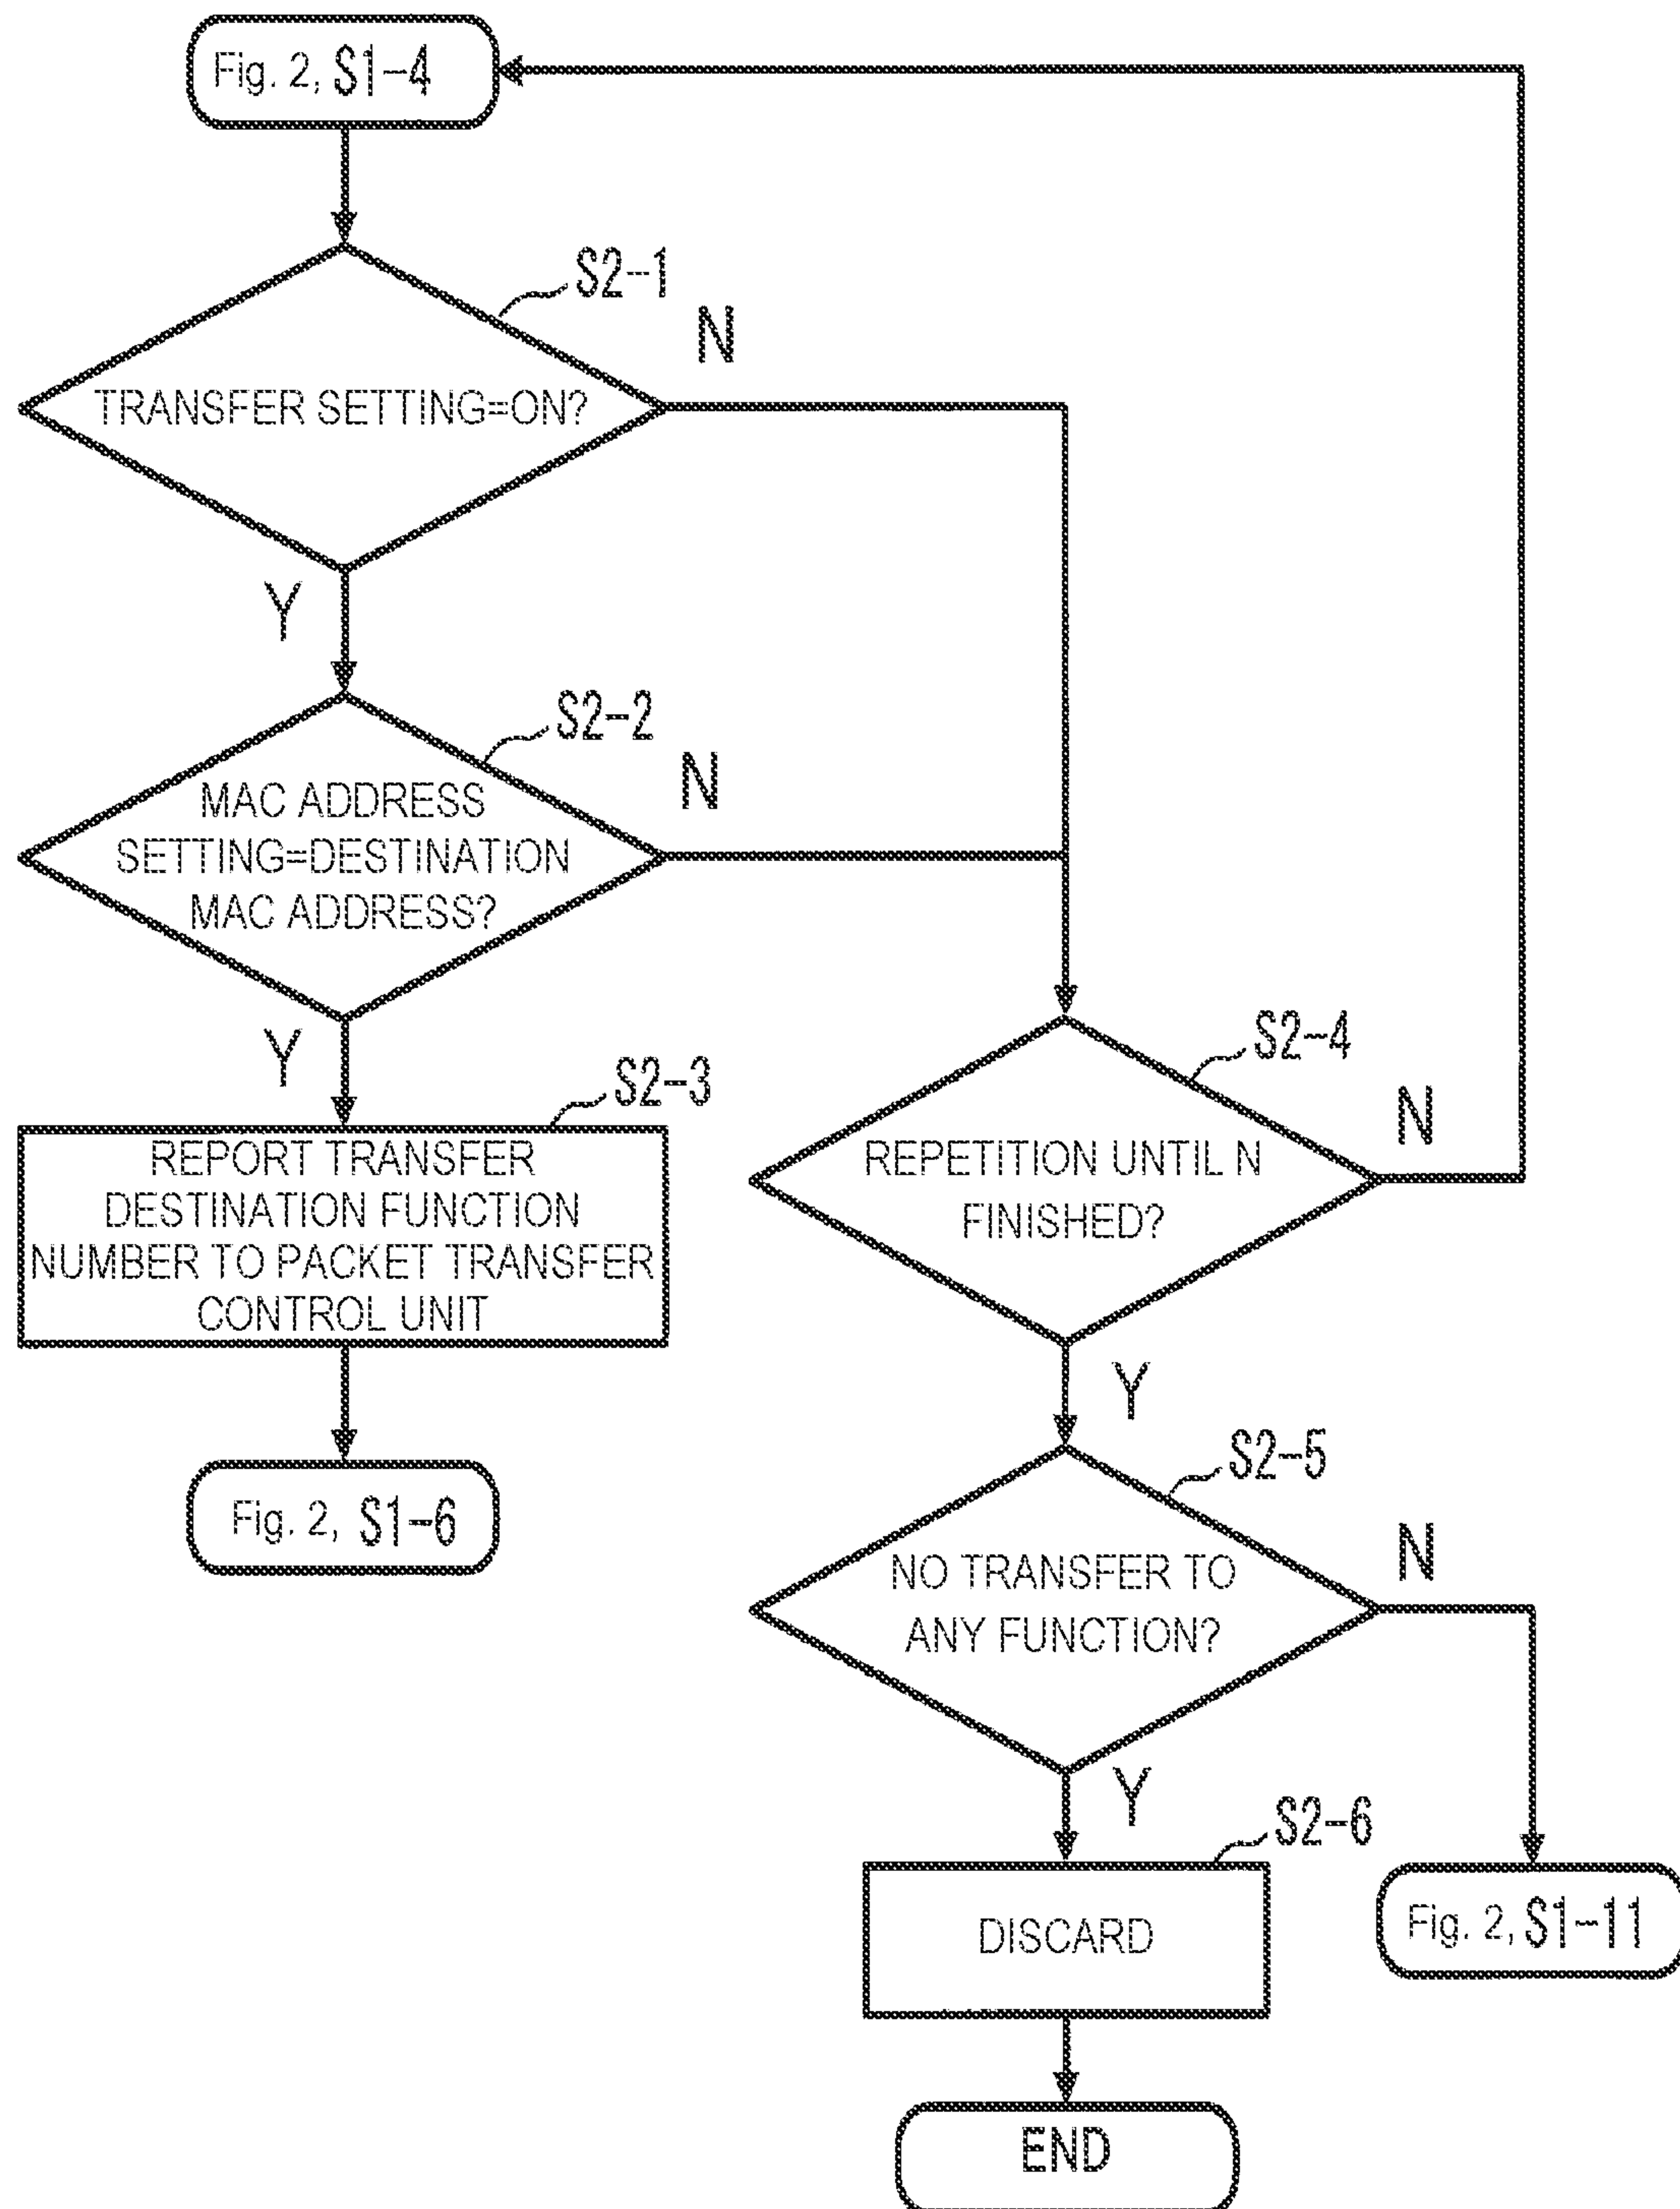 Fig. 2, S1-4
S2-1
N
TRANSFER SETTING=ON?
Y
S2-2
N
MAC ADDRESS
SETTING=DESTINATION
MAC ADDRESS?
Y
S2-3
REPORT TRANSFER
DESTINATION FUNCTION
NUMBER TO PACKET TRANSFER
CONTROL UNIT
Fig. 2, S1-6
S2-4
N
REPETITION UNTIL N
FINISHED?
Y
S2-5
N
NO TRANSFER TO
ANY FUNCTION?
Y
S2-6
DISCARD
Fig. 2, S1-11
END